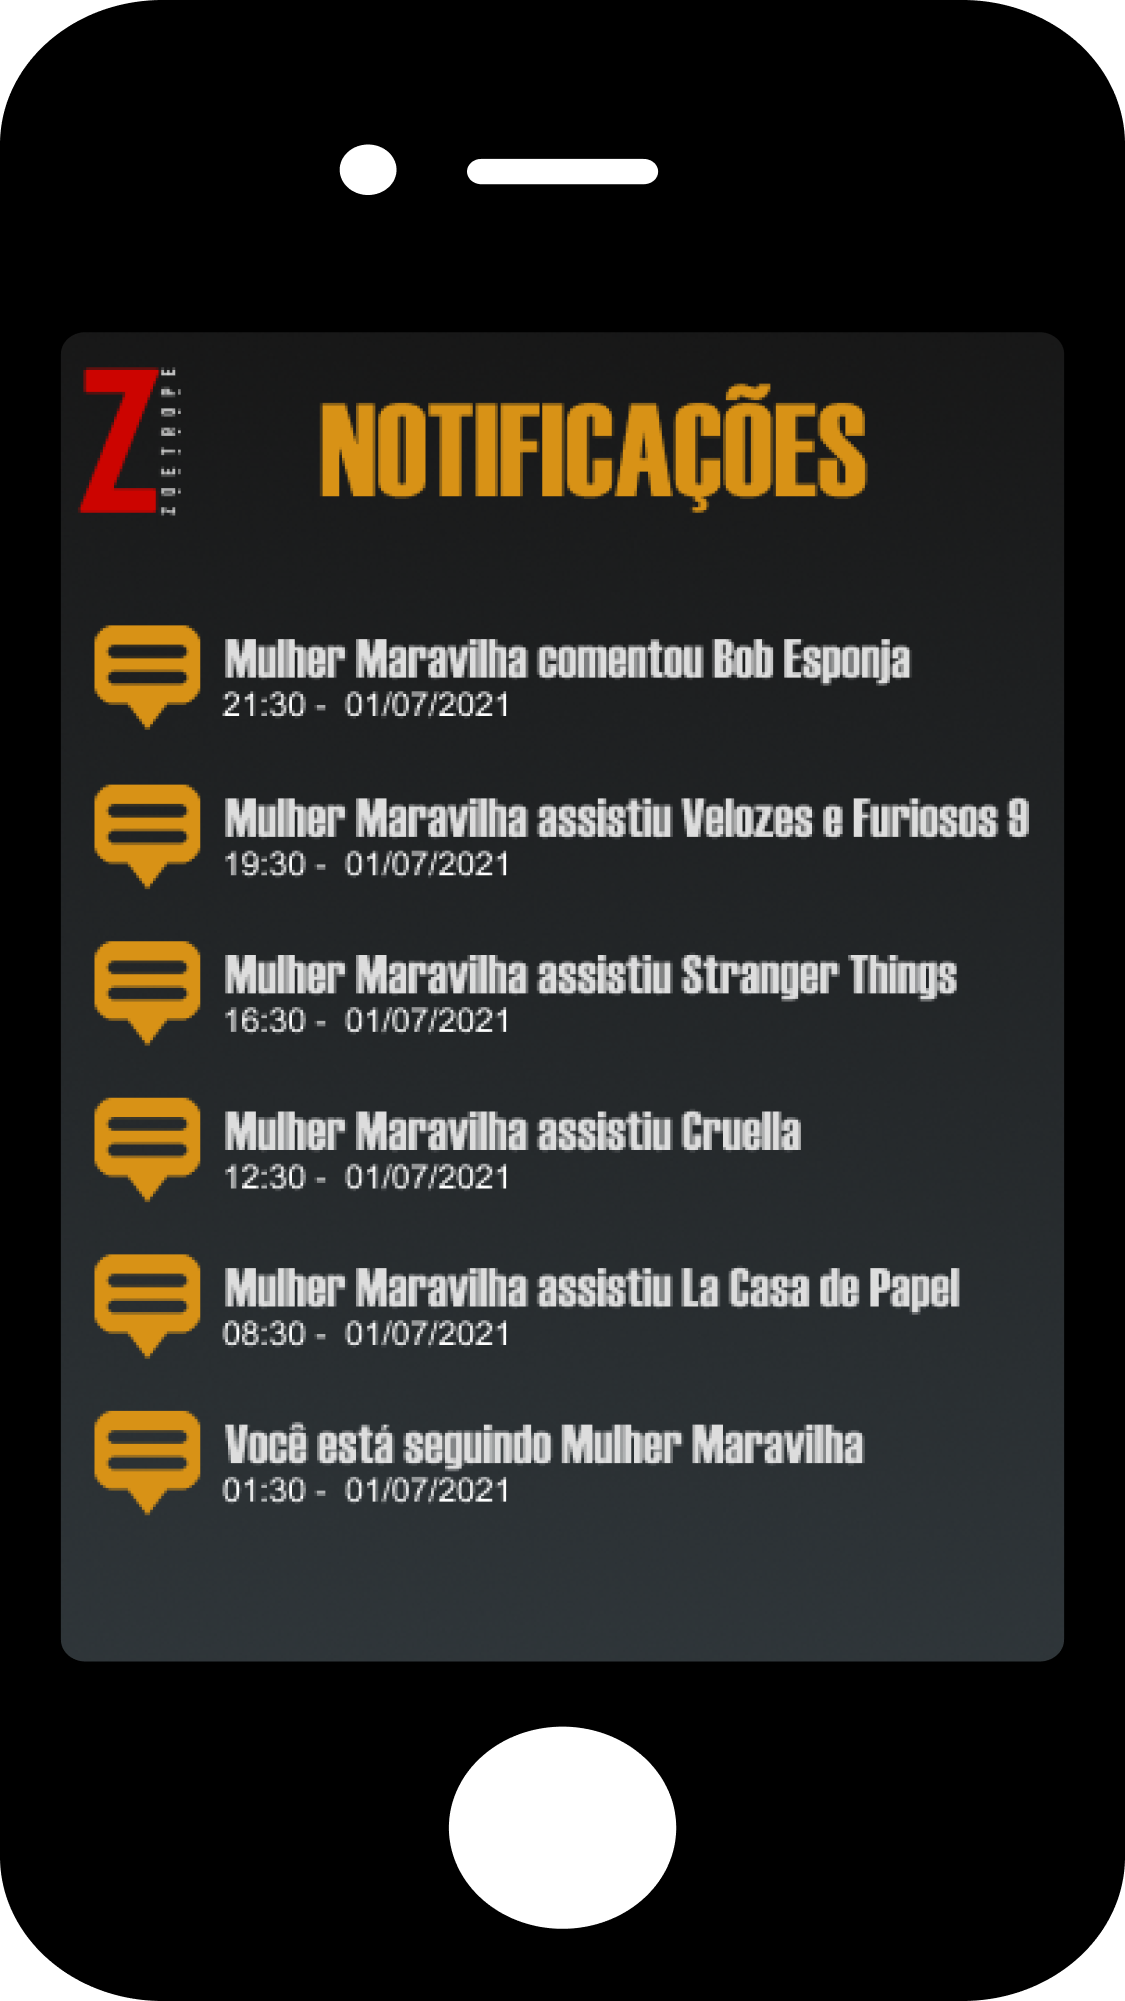 Z
ZOETROPE
NOTIFICAÇÕES
Mulher Maravilha comentou Bob Esponja
21:30 - 01/07/2021
Mulher Maravilha assistiu Velozes e Furiosos 9
19:30 - 01/07/2021
Mulher Maravilha assistiu Stranger Things
16:30 - 01/07/2021
Mulher Maravilha assistiu Cruella
12:30 - 01/07/2021
Mulher Maravilha assistiu La Casa de Papel
08:30 - 01/07/2021
Você está seguindo Mulher Maravilha
01:30 - 01/07/2021